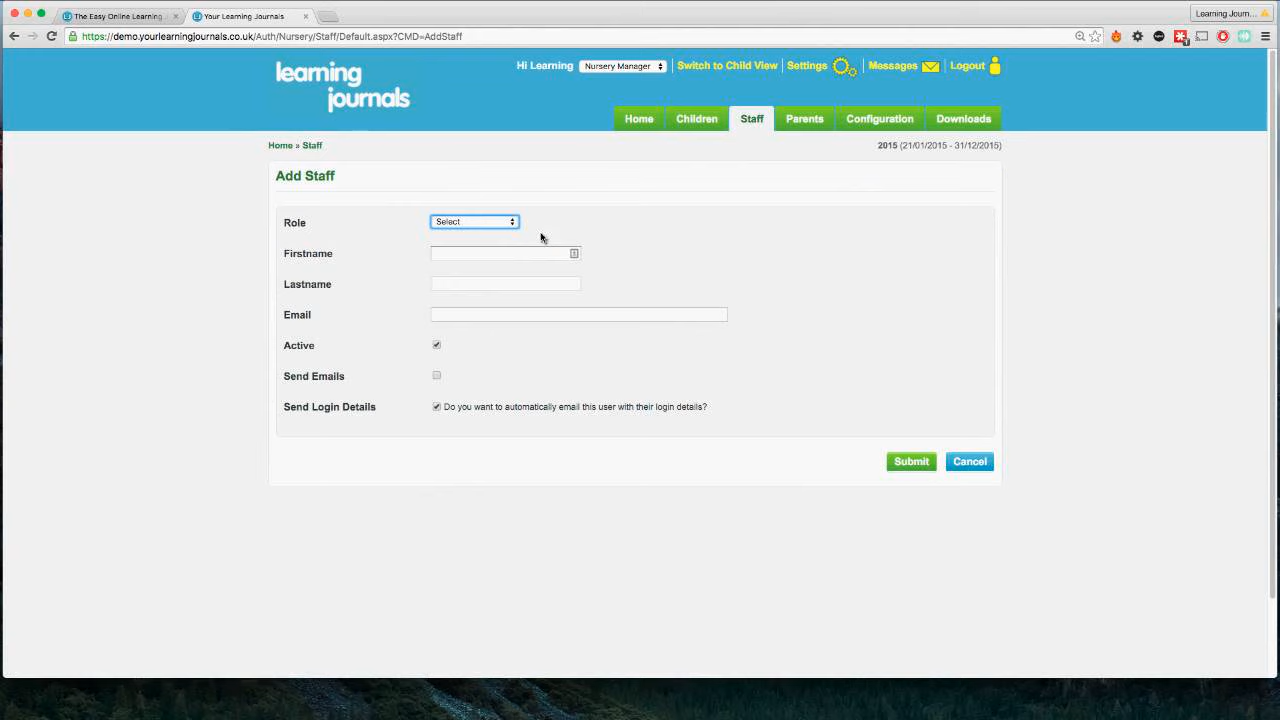 The Easy Online Learning
Your Learning Journals
Learning Journ...
https://demo.yourlearningjournals.co.uk/Auth/Nursery/Staff/Default.aspx?CMD=AddStaff
learning
journals
Hi Learning Nursery Manager Switch to Child View Settings Messages Logout
Home Children Staff Parents Configuration Downloads
Home » Staff
2015 (21/01/2015 - 31/12/2015)
Add Staff
Role Select
Firstname
Lastname
Email
Active
Send Emails
Send Login Details Do you want to automatically email this user with their login details?
Submit Cancel